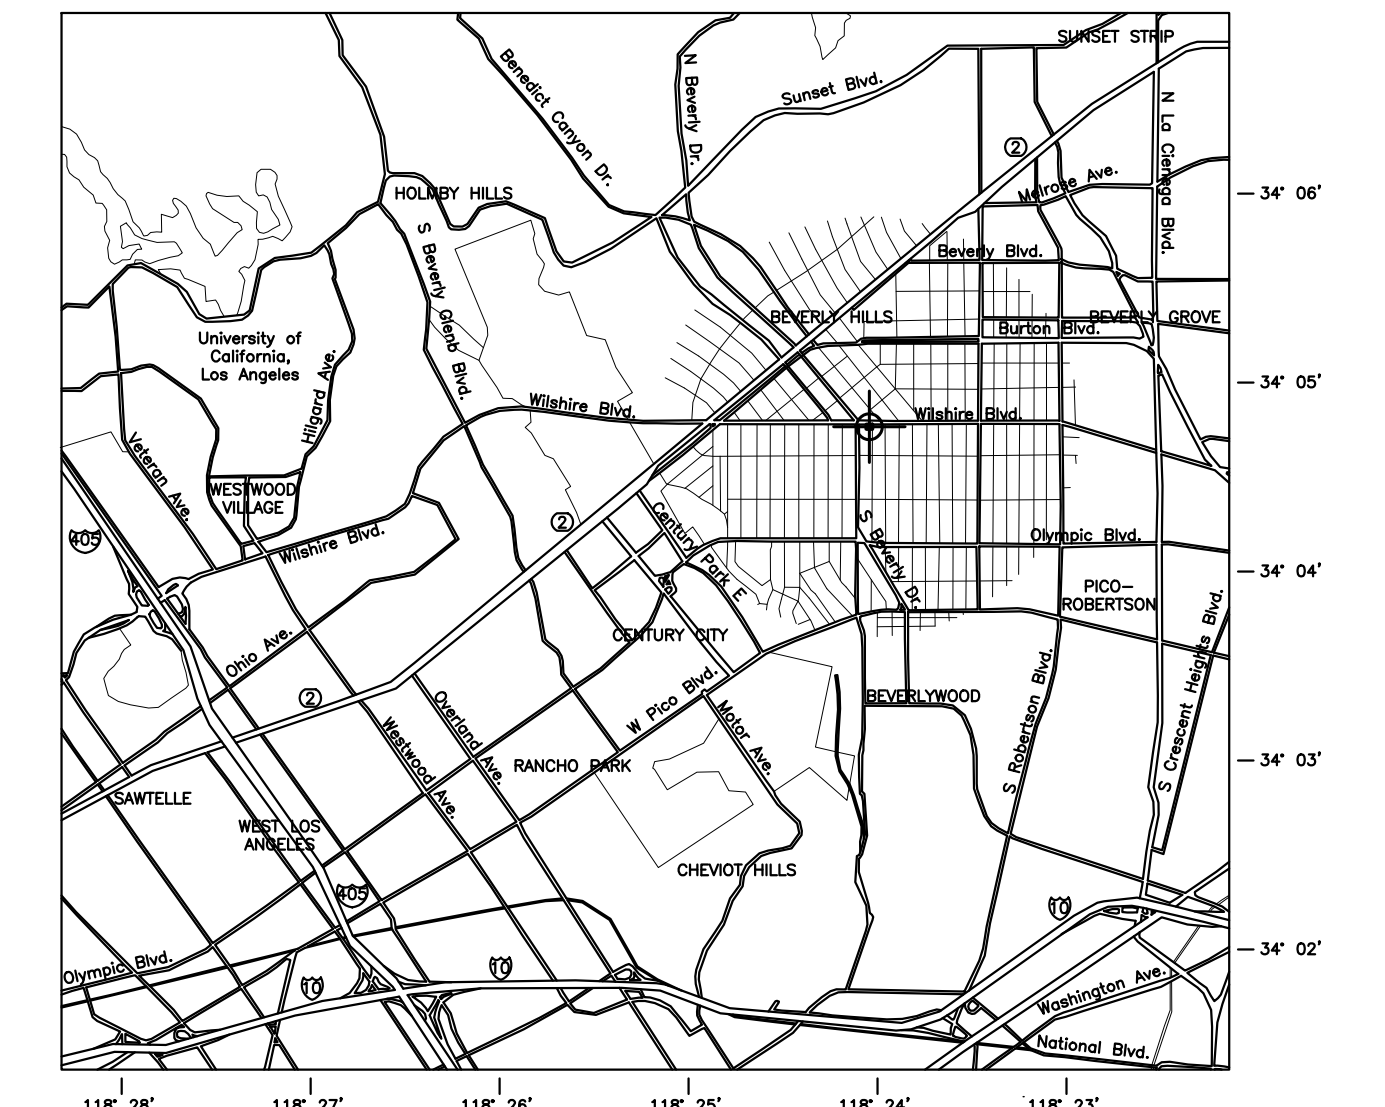 SUNSET STRIP
Benedict Canyon Dr.
N Beverly Dr.
Sunset Blvd.
N La Cienega Blvd.
2
Melrose Ave.
34° 06'
HOLMBY HILLS
S Beverly Glenb Blvd.
Beverly Blvd.
BEVERLY HILLS
BEVERLY GROVE
Burton Blvd.
University of
California,
Los Angeles
Hilgard Ave.
34° 05'
Wilshire Blvd.
Wilshire Blvd.
Veteran Ave.
WESTWOOD
VILLAGE
405
Wilshire Blvd.
2
Century Park E
S Beverly Dr.
Olympic Blvd.
34° 04'
PICO-
ROBERTSON
CENTURY CITY
Ohio Ave.
S Crescent Heights Blvd.
2
Overland Ave.
Westwood Ave.
W Pico Blvd.
Motor Ave.
BEVERLYWOOD
S Robertson Blvd.
RANCHO PARK
34° 03'
SAWTELLE
WEST LOS
ANGELES
CHEVIOT HILLS
405
10
Olympic Blvd.
10
10
34° 02'
Washington Ave.
National Blvd.
118° 28'
118° 27'
118° 26'
118° 25'
118° 24'
118° 23'